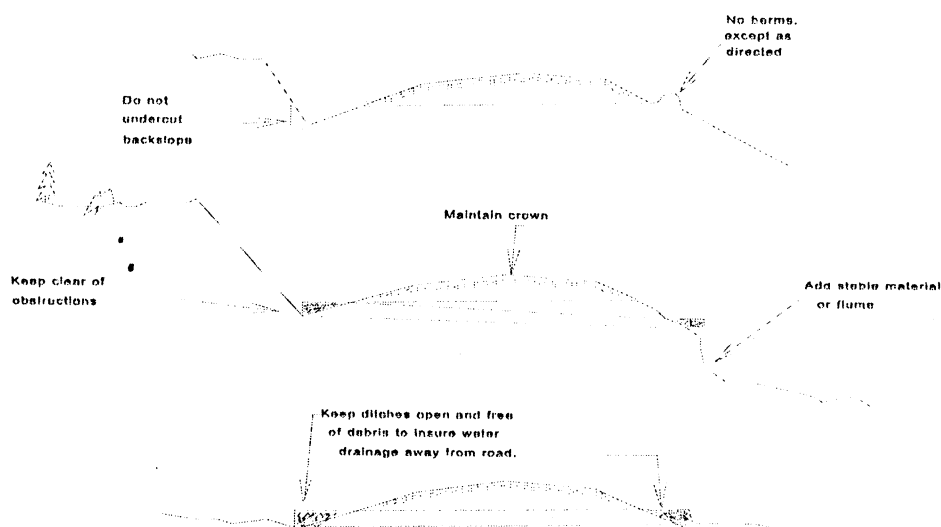 No berms,
except as
directed
Do not
undercut
backslope
Maintain crown
Keep clear of
obstructions
Add stable material
or flume
Keep ditches open and free
of debris to insure water
drainage away from road.